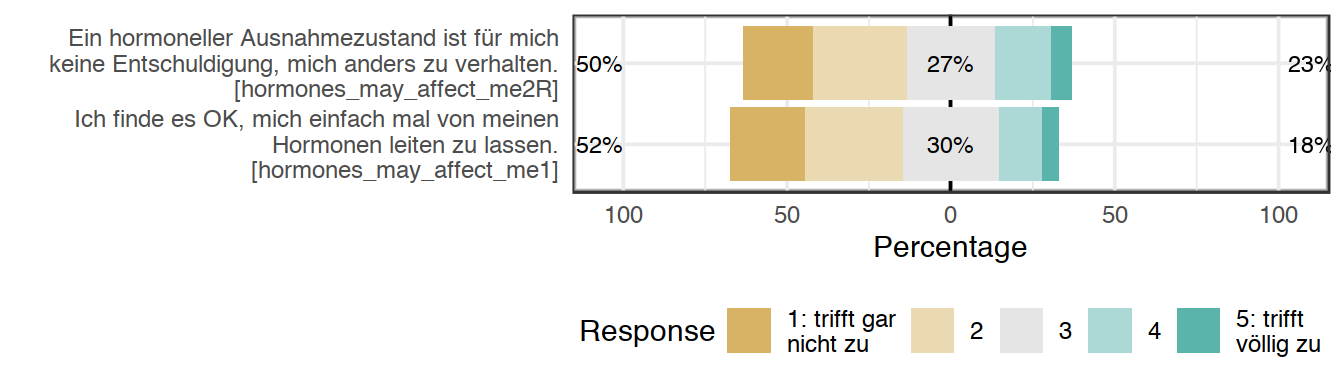 Ein hormoneller Ausnahmezustand ist für mich
keine Entschuldigung, mich anders zu verhalten.
[hormones_may_affect_me2R]
50%
27%
23%
Ich finde es OK, mich einfach mal von meinen
Hormonen leiten zu lassen.
[hormones_may_affect_me1]
52%
30%
18%
100 50 0 50 100
Percentage
Response
1: trifft gar
nicht zu
2
3
4
5: trifft
völlig zu